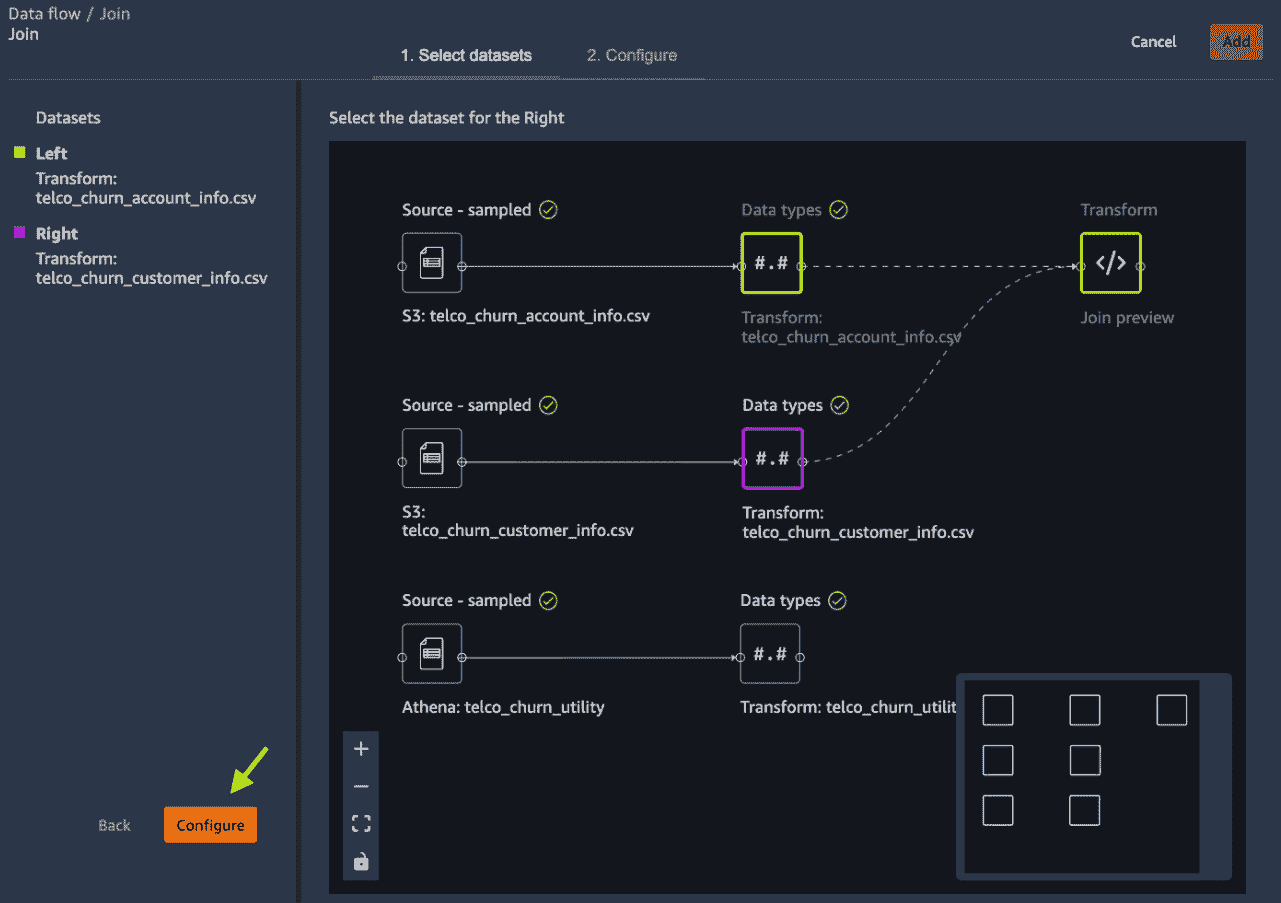 Data flow / Join
Join
1. Select datasets
2. Configure
Cancel
Add
Datasets
Left
Transform:
telco_churn_account_info.csv
Right
Transform:
telco_churn_customer_info.csv
Back
Configure
Select the dataset for the Right
Source - sampled
Data types
Transform
#.#
</>
S3: telco_churn_account_info.csv
Transform:
telco_churn_account_info.csv
Join preview
Source - sampled
Data types
#.#
S3:
telco_churn_customer_info.csv
Transform:
telco_churn_customer_info.csv
Source - sampled
Data types
#.#
Athena: telco_churn_utility
Transform: telco_churn_utilit